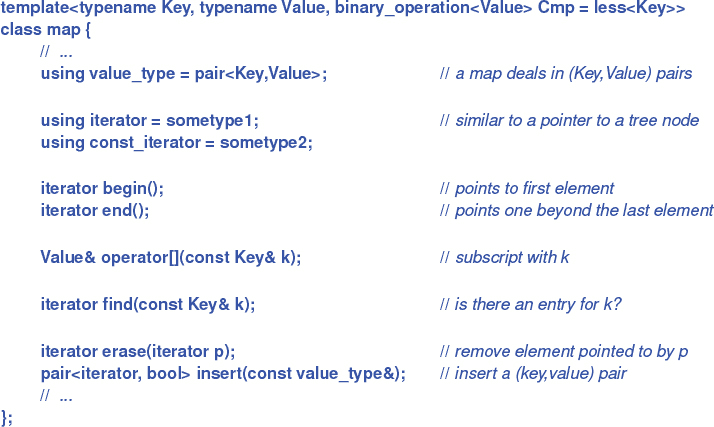 template<typename Key, typename Value, binary_operation<Value> Cmp = less<Key>>
class map {
// ...
using value_type = pair<Key,Value>; // a map deals in (Key,Value) pairs
using iterator = sometype1; // similar to a pointer to a tree node
using const_iterator = sometype2;
iterator begin(); // points to first element
iterator end(); // points one beyond the last element
Value& operator[](const Key& k); // subscript with k
iterator find(const Key& k); // is there an entry for k?
iterator erase(iterator p); // remove element pointed to by p
pair<iterator, bool> insert(const value_type&); // insert a (key,value) pair
// ...
};